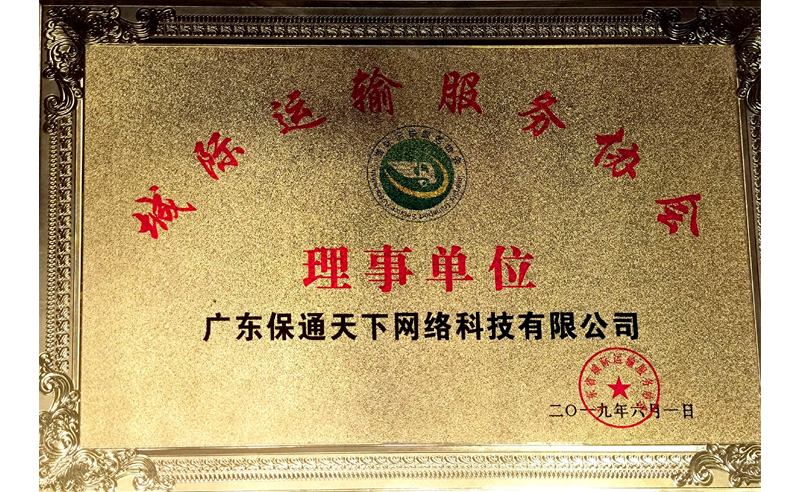 城际运输服务协会
理事单位
广东保通天下网络科技有限公司
二〇一九年六月一日